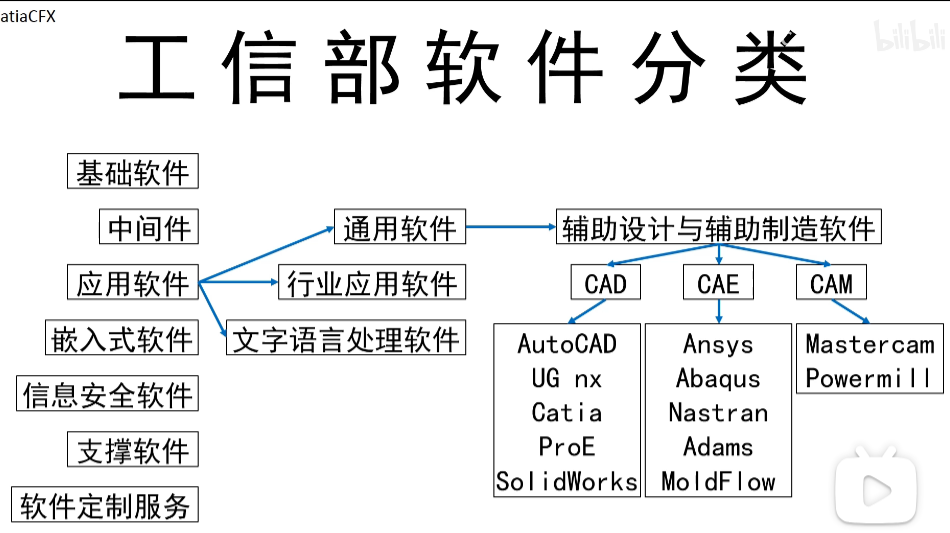 atiaCFX
bilibili
工信部软件分类
基础软件
中间件
通用软件
辅助设计与辅助制造软件
应用软件
行业应用软件
CAD
CAE
CAM
嵌入式软件
文字语言处理软件
AutoCAD
UG nx
Catia
ProE
SolidWorks
Ansys
Abaqus
Nastran
Adams
MoldFlow
Mastercam
Powermill
信息安全软件
支撑软件
软件定制服务